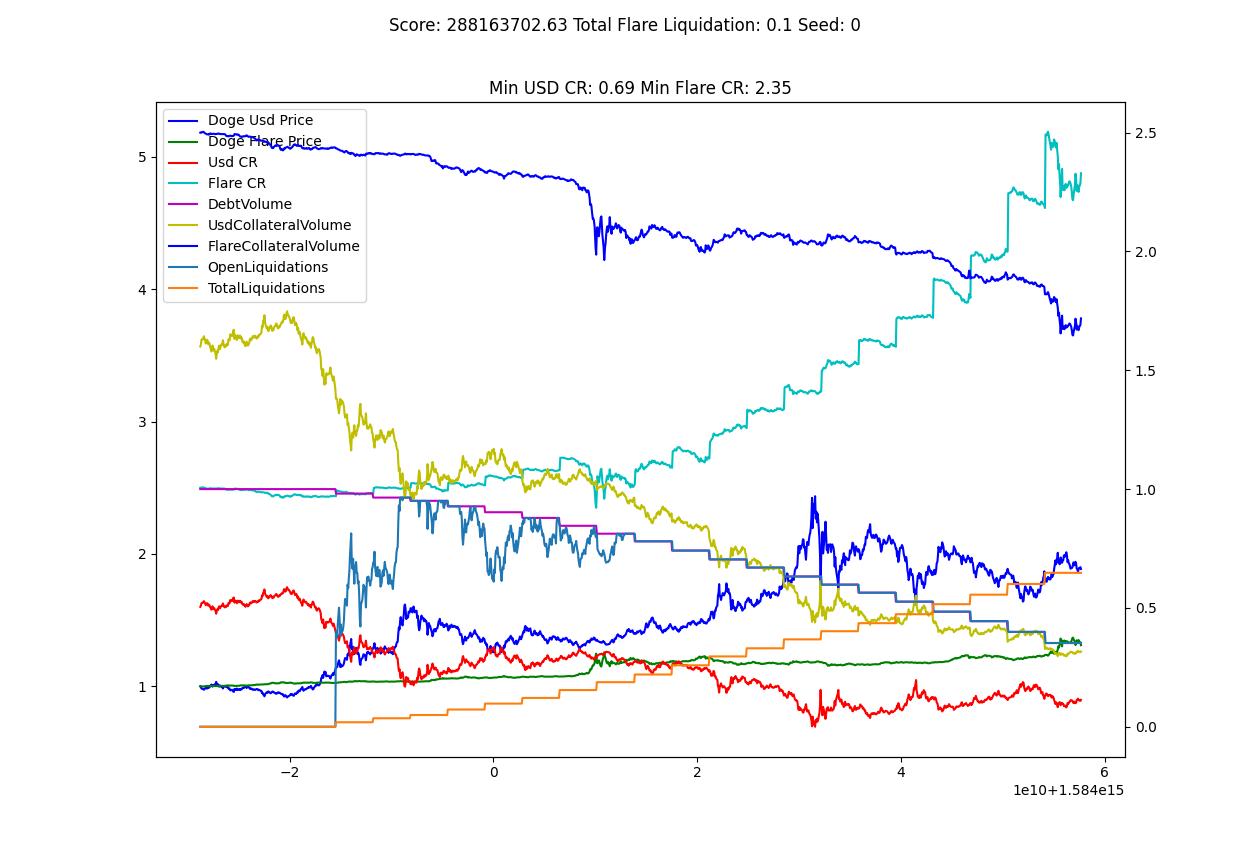 Score: 288163702.63 Total Flare Liquidation: 0.1 Seed: 0
Min USD CR: 0.69 Min Flare CR: 2.35
Doge Usd Price
Doge Flare Price
Usd CR
Flare CR
DebtVolume
UsdCollateralVolume
FlareCollateralVolume
OpenLiquidations
TotalLiquidations
5
4
3
2
1
2.5
2.0
1.5
1.0
0.5
0.0
−2 0 2 4 6
1e10+1.584e15